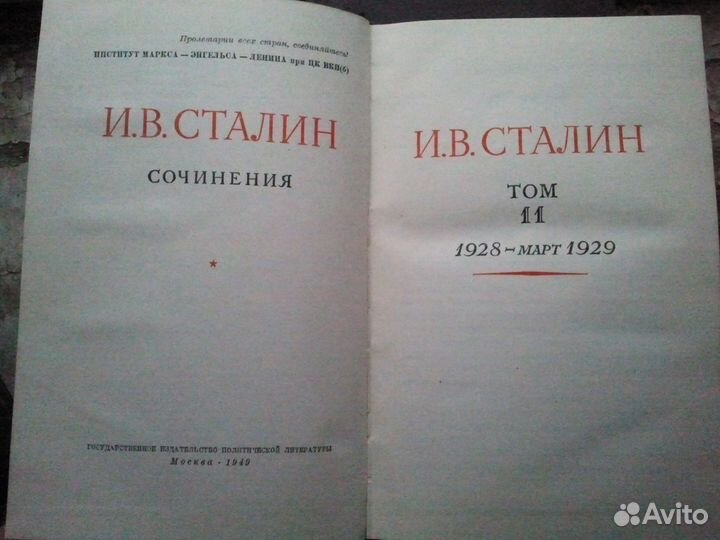 Пролетарии всех стран, соединяйтесь!
ИНСТИТУТ МАРКСА — ЭНГЕЛЬСА — ЛЕНИНА при ЦК ВКП(б)
И.В. СТАЛИН
СОЧИНЕНИЯ
ГОСУДАРСТВЕННОЕ ИЗДАТЕЛЬСТВО ПОЛИТИЧЕСКОЙ ЛИТЕРАТУРЫ
Москва · 1949
И.В. СТАЛИН
ТОМ
11
1928 - МАРТ 1929
Avito